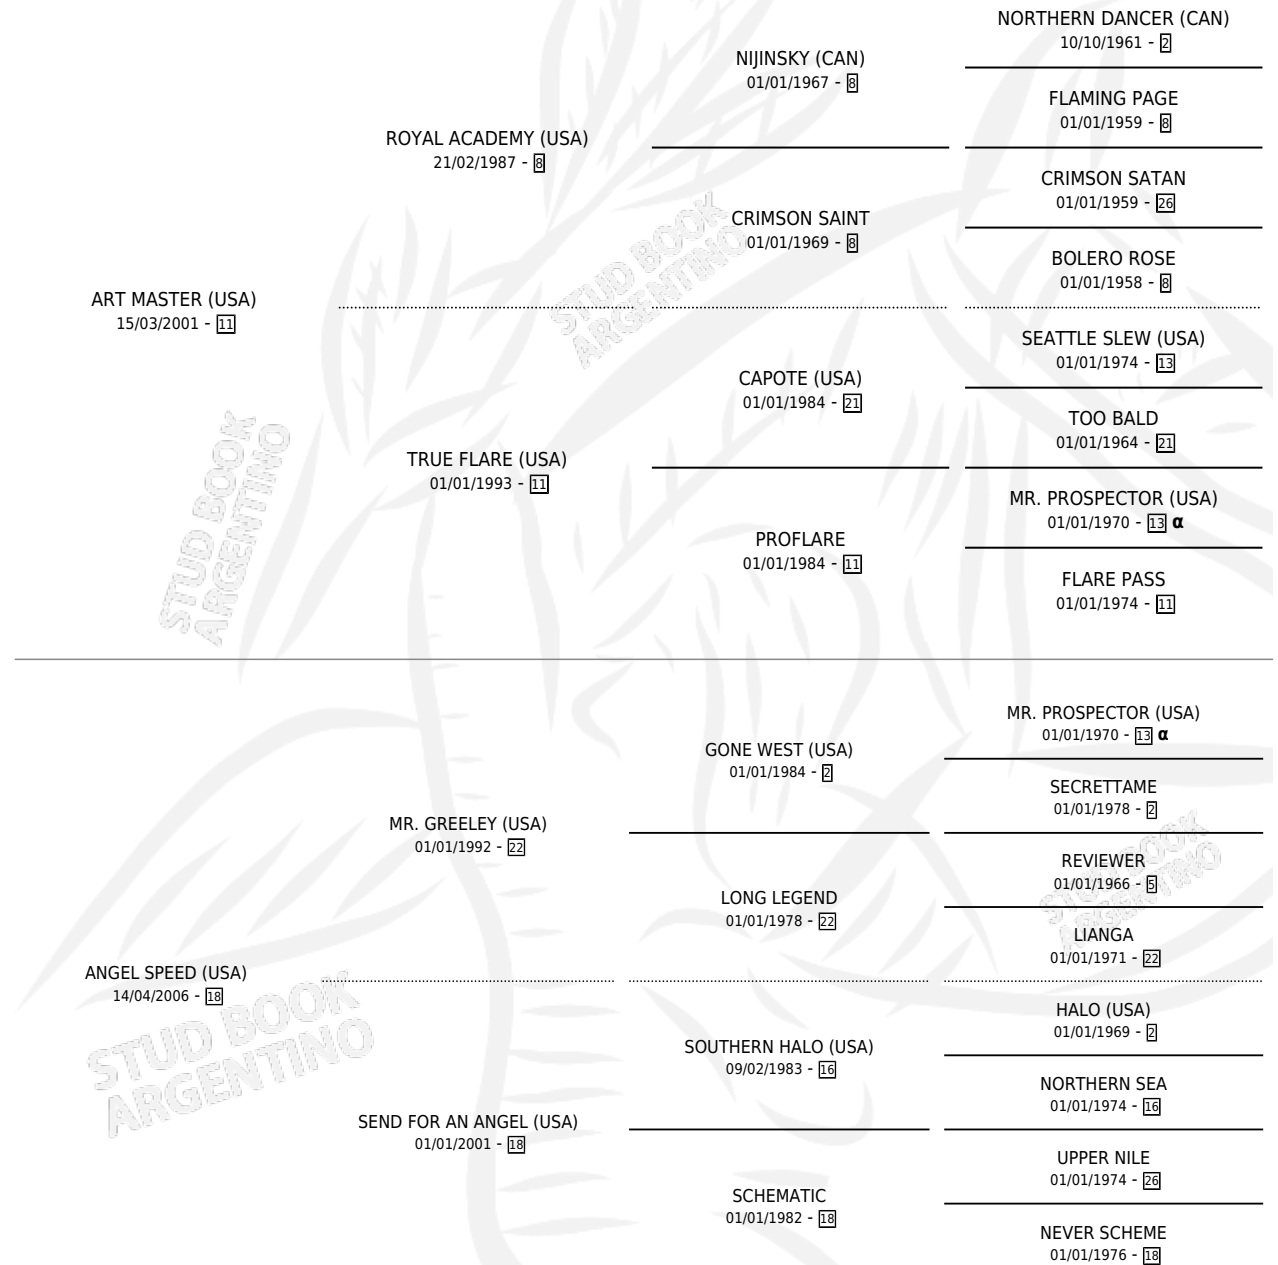 NORTHERN DANCER (CAN)
10/10/1961 - 2
NIJINSKY (CAN)
01/01/1967 - 8
FLAMING PAGE
01/01/1959 - 8
ROYAL ACADEMY (USA)
21/02/1987 - 8
CRIMSON SATAN
01/01/1959 - 26
CRIMSON SAINT
01/01/1969 - 8
BOLERO ROSE
01/01/1958 - 8
STUD BOOK
ARGENTINO
ART MASTER (USA)
15/03/2001 - 11
SEATTLE SLEW (USA)
01/01/1974 - 13
CAPOTE (USA)
01/01/1984 - 21
TOO BALD
01/01/1964 - 21
TRUE FLARE (USA)
01/01/1993 - 11
MR. PROSPECTOR (USA)
01/01/1970 - 13 α
PROFLARE
01/01/1984 - 11
FLARE PASS
01/01/1974 - 11
STUD BOOK
ARGENTINO
MR. PROSPECTOR (USA)
01/01/1970 - 13 α
GONE WEST (USA)
01/01/1984 - 2
SECRETTAME
01/01/1978 - 2
MR. GREELEY (USA)
01/01/1992 - 22
REVIEWER
01/01/1966 - 5
LONG LEGEND
01/01/1978 - 22
LIANGA
01/01/1971 - 22
STUD BOOK
ARGENTINO
ANGEL SPEED (USA)
14/04/2006 - 18
HALO (USA)
01/01/1969 - 2
SOUTHERN HALO (USA)
09/02/1983 - 16
NORTHERN SEA
01/01/1974 - 16
SEND FOR AN ANGEL (USA)
01/01/2001 - 18
UPPER NILE
01/01/1974 - 26
SCHEMATIC
01/01/1982 - 18
NEVER SCHEME
01/01/1976 - 18
STUD BOOK
ARGENTINO